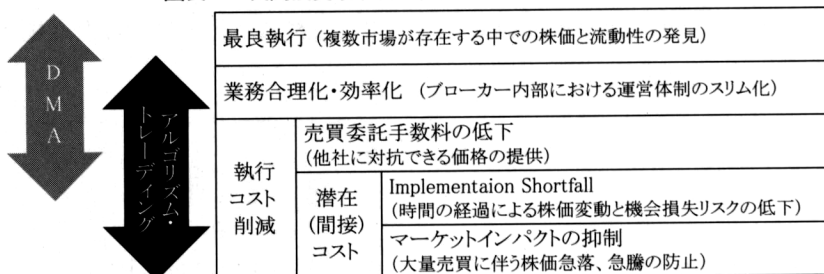 DMA
アルゴリズム・
トレーディング
最良執行（複数市場が存在する中での株価と流動性の発見）
業務合理化・効率化 （ブローカー内部における運営体制のスリム化）
執行
コスト
削減
売買委託手数料の低下
（他社に対抗できる価格の提供）
潜在
（間接）
コスト
Implementaion Shortfall
（時間の経過による株価変動と機会損失リスクの低下）
マーケットインパクトの抑制
（大量売買に伴う株価急落、急騰の防止）